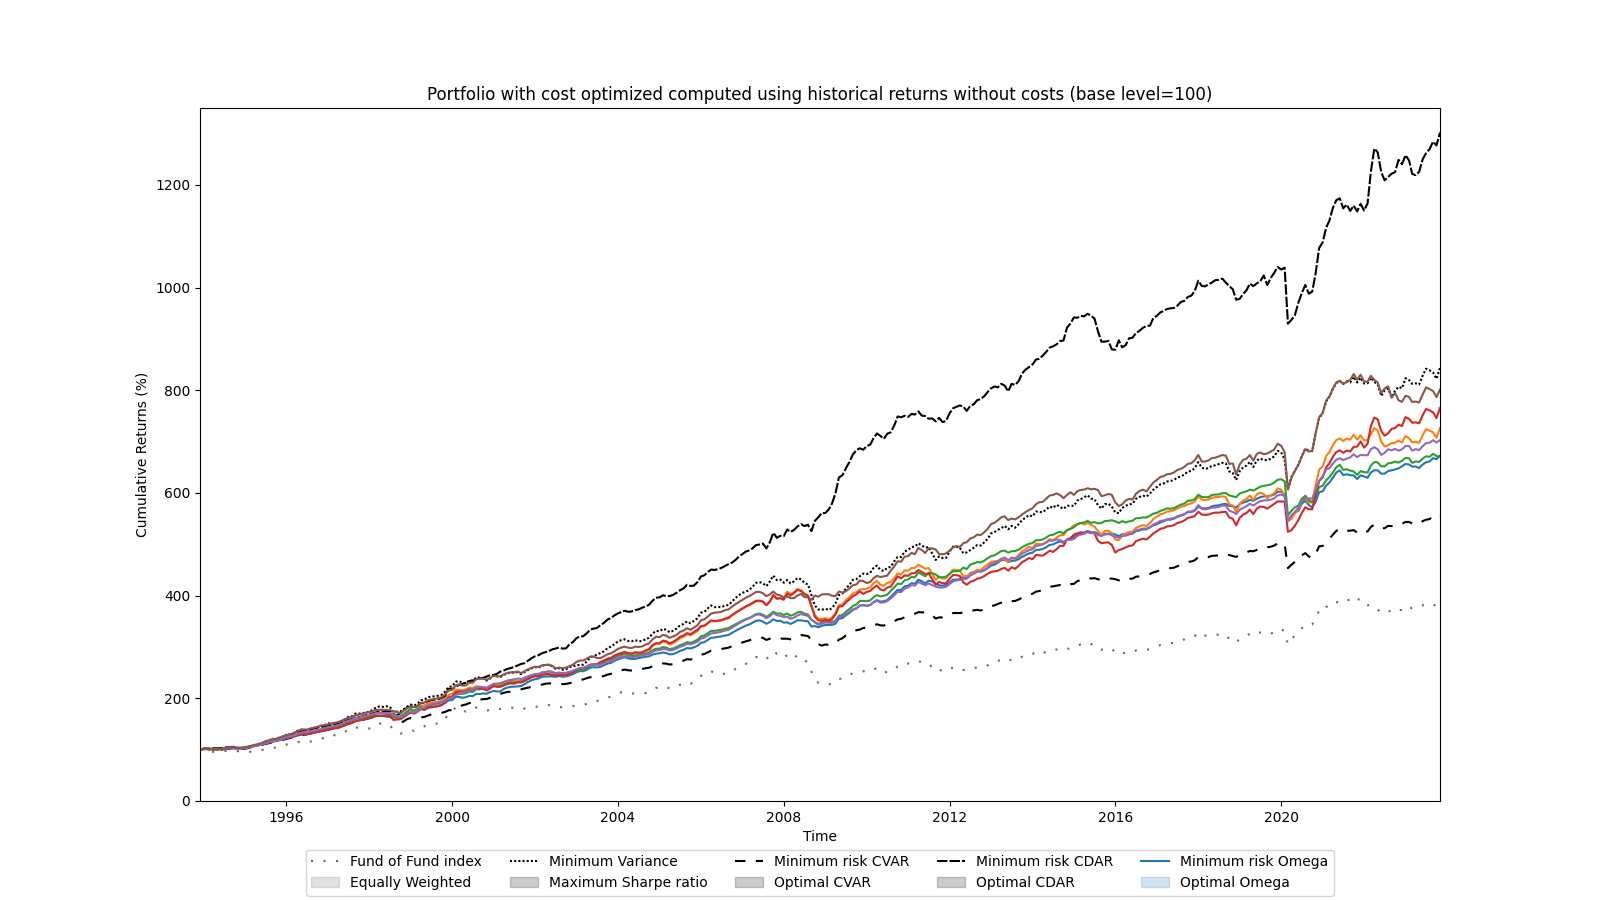 Portfolio with cost optimized computed using historical returns without costs (base level=100)
Cumulative Returns (%)
1200
1000
800
600
400
200
0
1996 2000 2004 2008 2012 2016 2020
Time
Fund of Fund index Minimum Variance Minimum risk CVAR Minimum risk CDAR Minimum risk Omega
Equally Weighted Maximum Sharpe ratio Optimal CVAR Optimal CDAR Optimal Omega